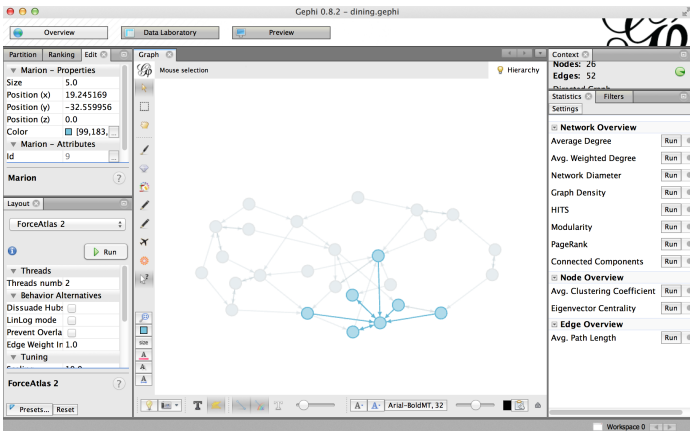 Gephi 0.8.2 – dining.gephi
Overview
Data Laboratory
Preview
Partition Ranking Edit
Marion – Properties
Size 5.0
Position (x) 19.245169
Position (y) -32.559956
Position (z) 0.0
Color [99,183, ...
Marion – Attributes
Id 9 ...
Marion ?
Layout
ForceAtlas 2
Run
Threads
Threads numb 2
Behavior Alternatives
Dissuade Hubs
LinLog mode
Prevent Overla
Edge Weight In 1.0
Tuning
ForceAtlas 2 ?
Presets... Reset
Graph
Mouse selection
Hierarchy
size
A
A
A
T
A- A- Arial-BoldMT, 32
Context
Nodes: 26
Edges: 52
Directed Graph
Statistics Filters
Settings
Network Overview
Average Degree Run
Avg. Weighted Degree Run
Network Diameter Run
Graph Density Run
HITS Run
Modularity Run
PageRank Run
Connected Components Run
Node Overview
Avg. Clustering Coefficient Run
Eigenvector Centrality Run
Edge Overview
Avg. Path Length Run
Workspace 0